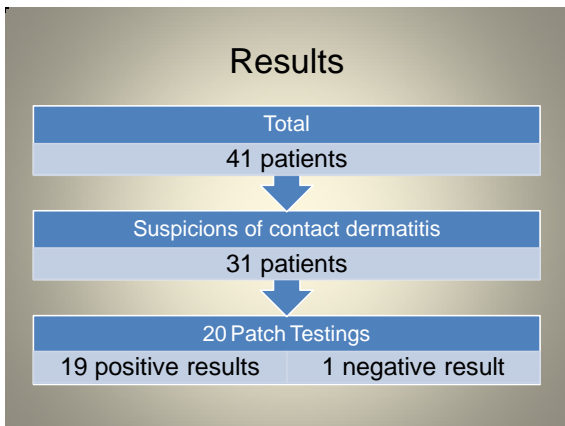 Results
Total
41 patients
Suspicions of contact dermatitis
31 patients
20 Patch Testings
19 positive results 1 negative result